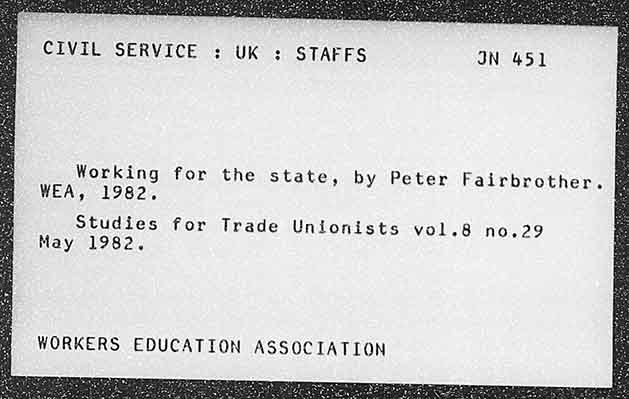 CIVIL SERVICE : UK : STAFFS JN 451
Working for the state, by Peter Fairbrother.
WEA, 1982.
Studies for Trade Unionists vol.8 no.29
May 1982.
WORKERS EDUCATION ASSOCIATION